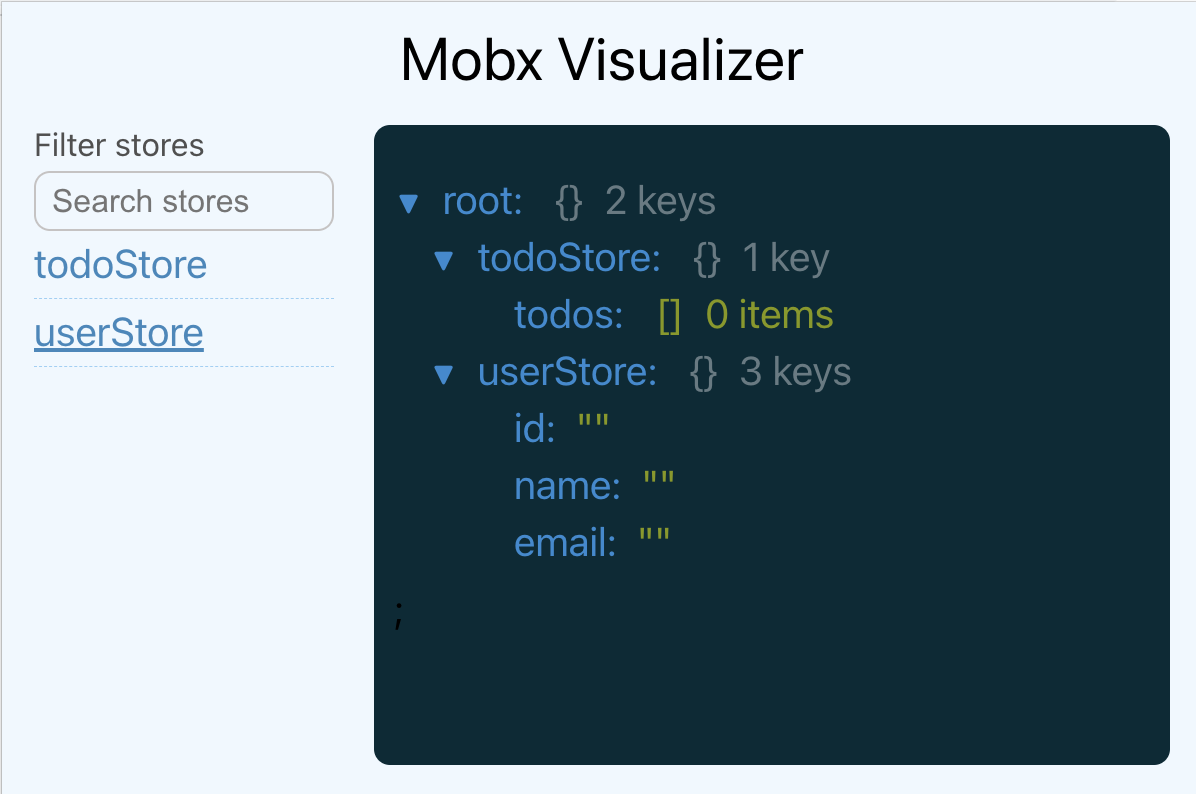 Mobx Visualizer
Filter stores
Search stores
todoStore
userStore
▼ root: {} 2 keys
▼ todoStore: {} 1 key
todos: [] 0 items
▼ userStore: {} 3 keys
id: ""
name: ""
email: ""
;